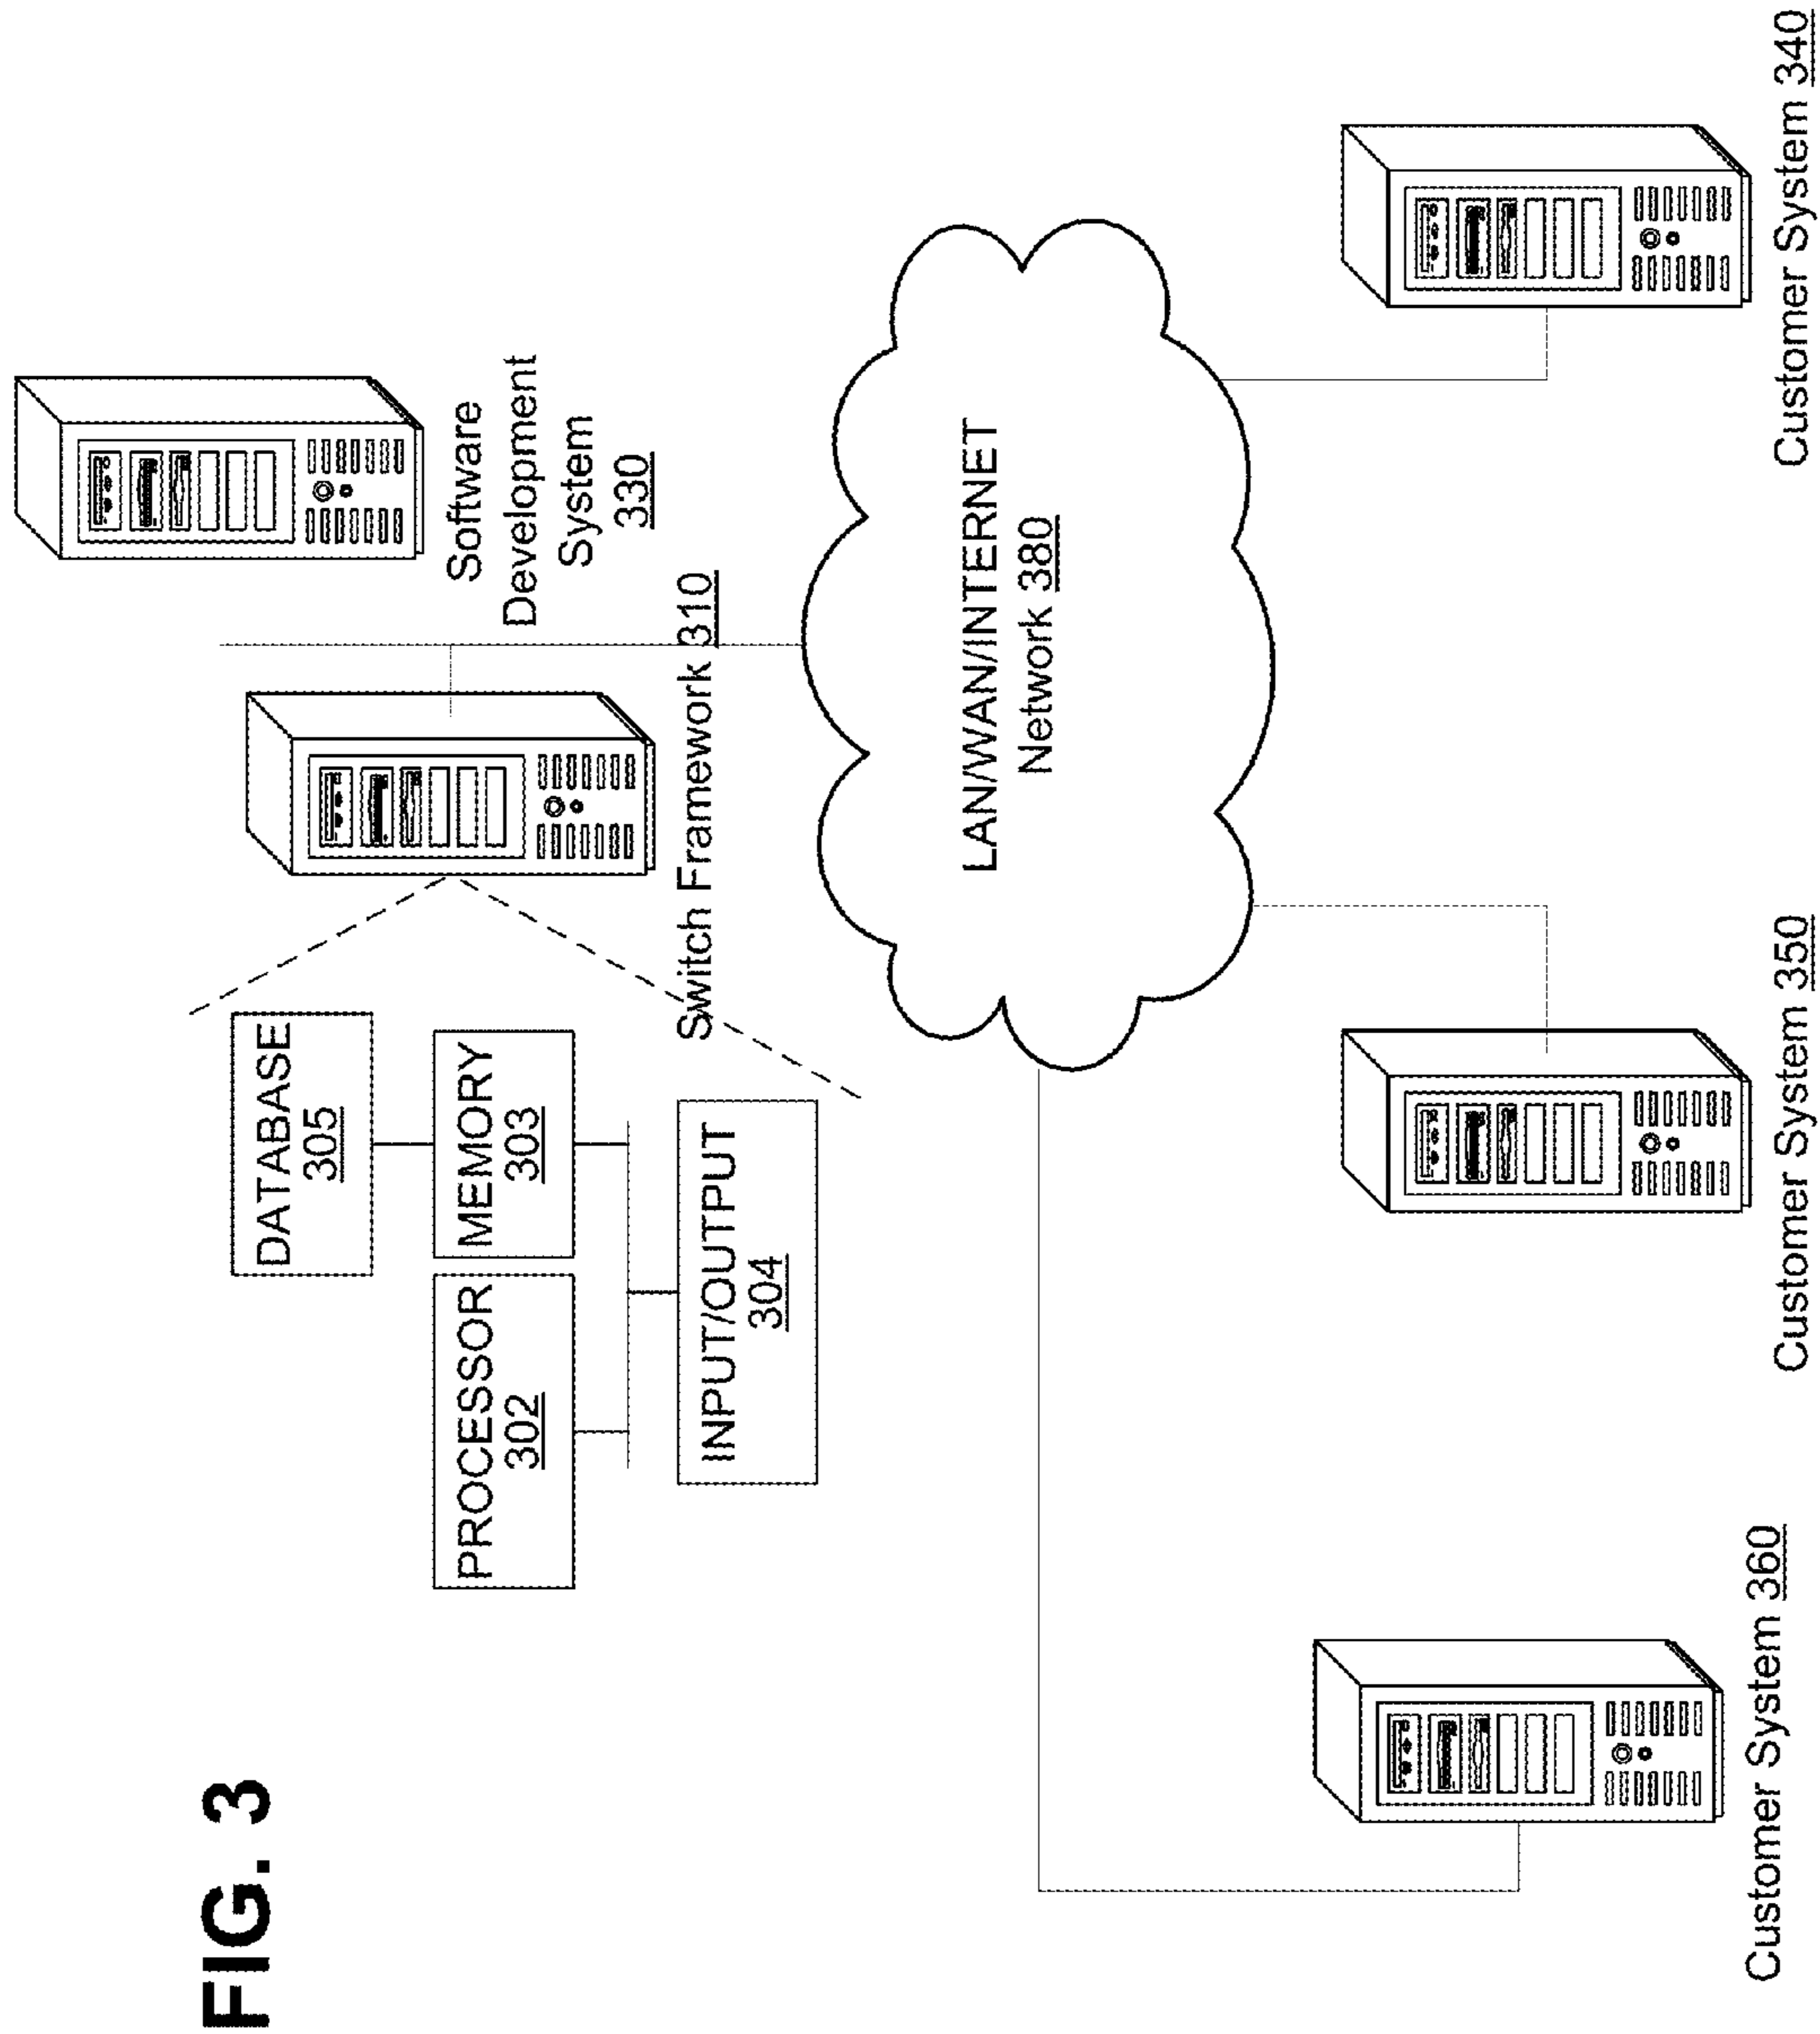 FIG. 3
DATABASE
305
PROCESSOR
302
MEMORY
303
INPUT/OUTPUT
304
Switch Framework 310
Software
Development
System
330
LAN/WAN/INTERNET
Network 380
Customer System 360
Customer System 350
Customer System 340